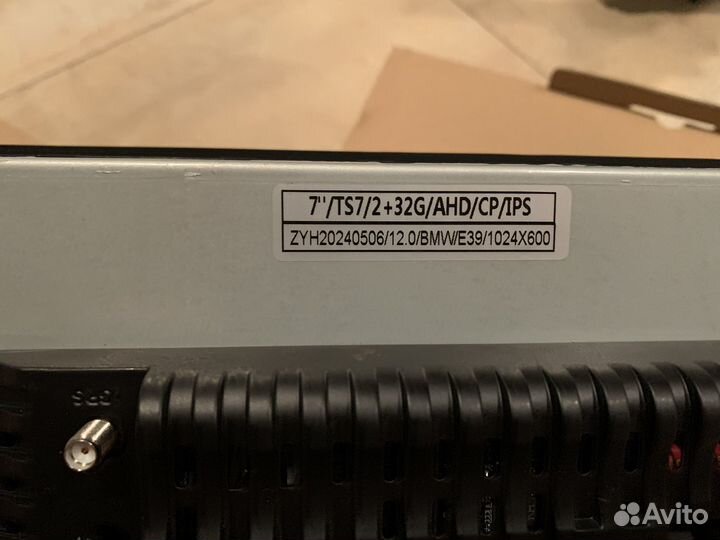 7''/TS7/2+32G/AHD/CP/IPS
ZYH20240506/12.0/BMW/E39/1024X600
GPS
Avito